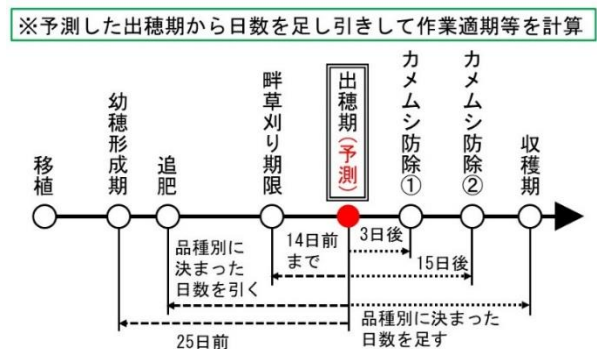 ※予測した出穂期から日数を足し引きして作業適期等を計算
移植
幼穂形成期
追肥
畔草刈り期限
出穂期(予測)
カメムシ防除①
カメムシ防除②
収穫期
14日前
まで
3日後
15日後
品種別に
決まった
日数を引く
品種別に決まった
日数を足す
25日前